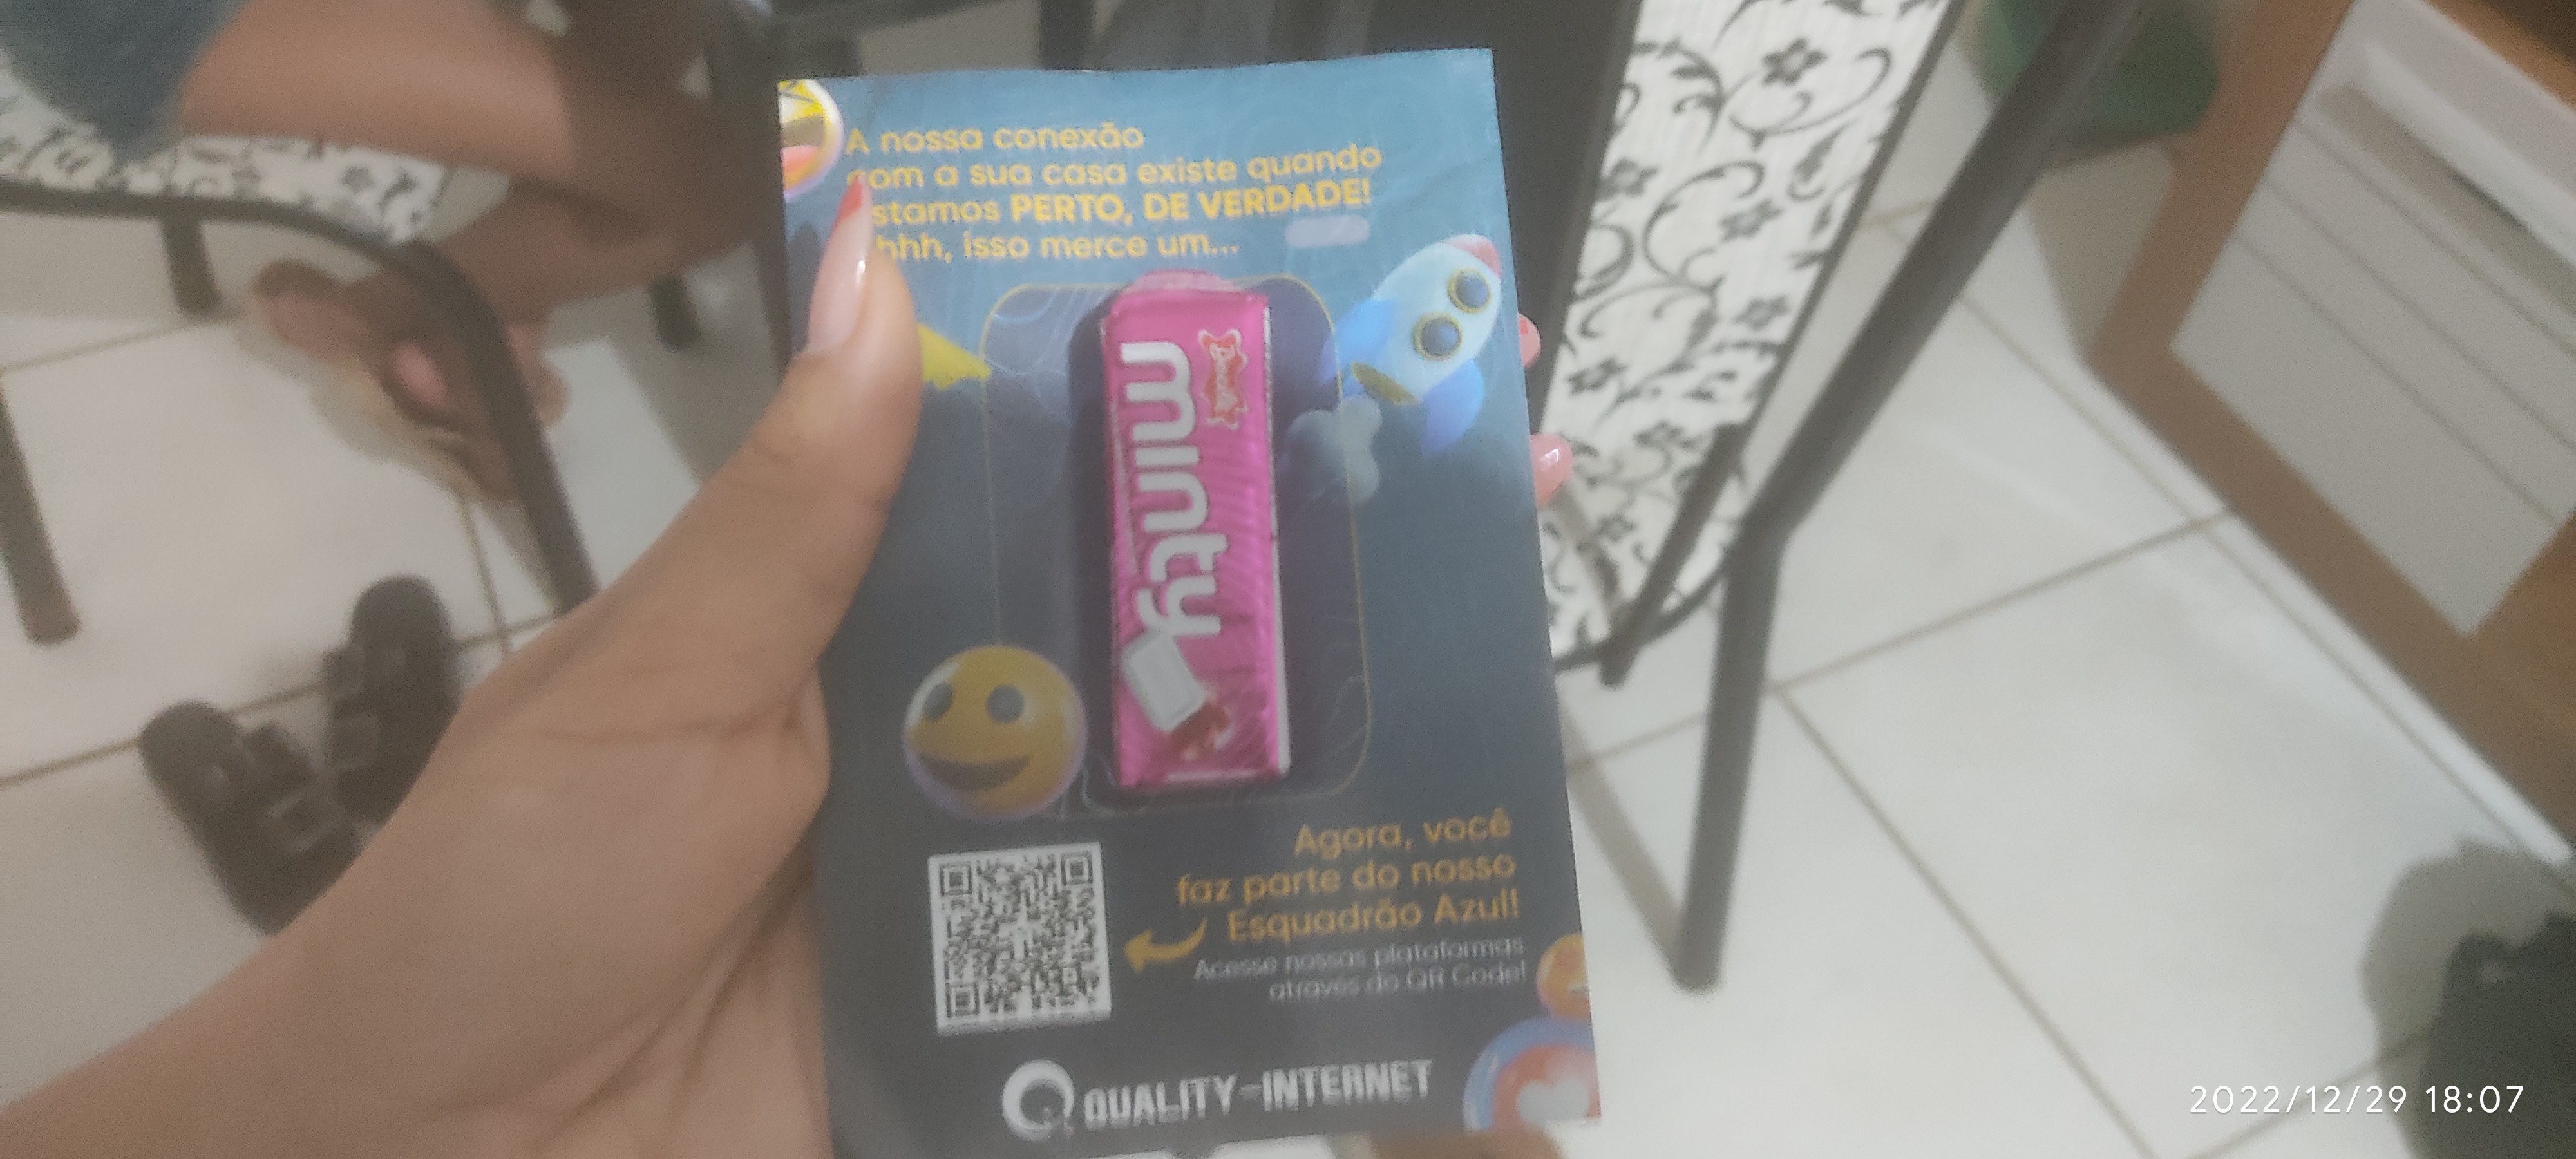 A nossa conexão
com a sua casa existe quando
stamos PERTO, DE VERDADE!
hhh, isso merce um...
minty
Agora, você
faz parte do nosso
Esquadrão Azul!
Acesse nossas plataformas
através do QR Code!
QUALITY-INTERNET
2022/12/29 18:07